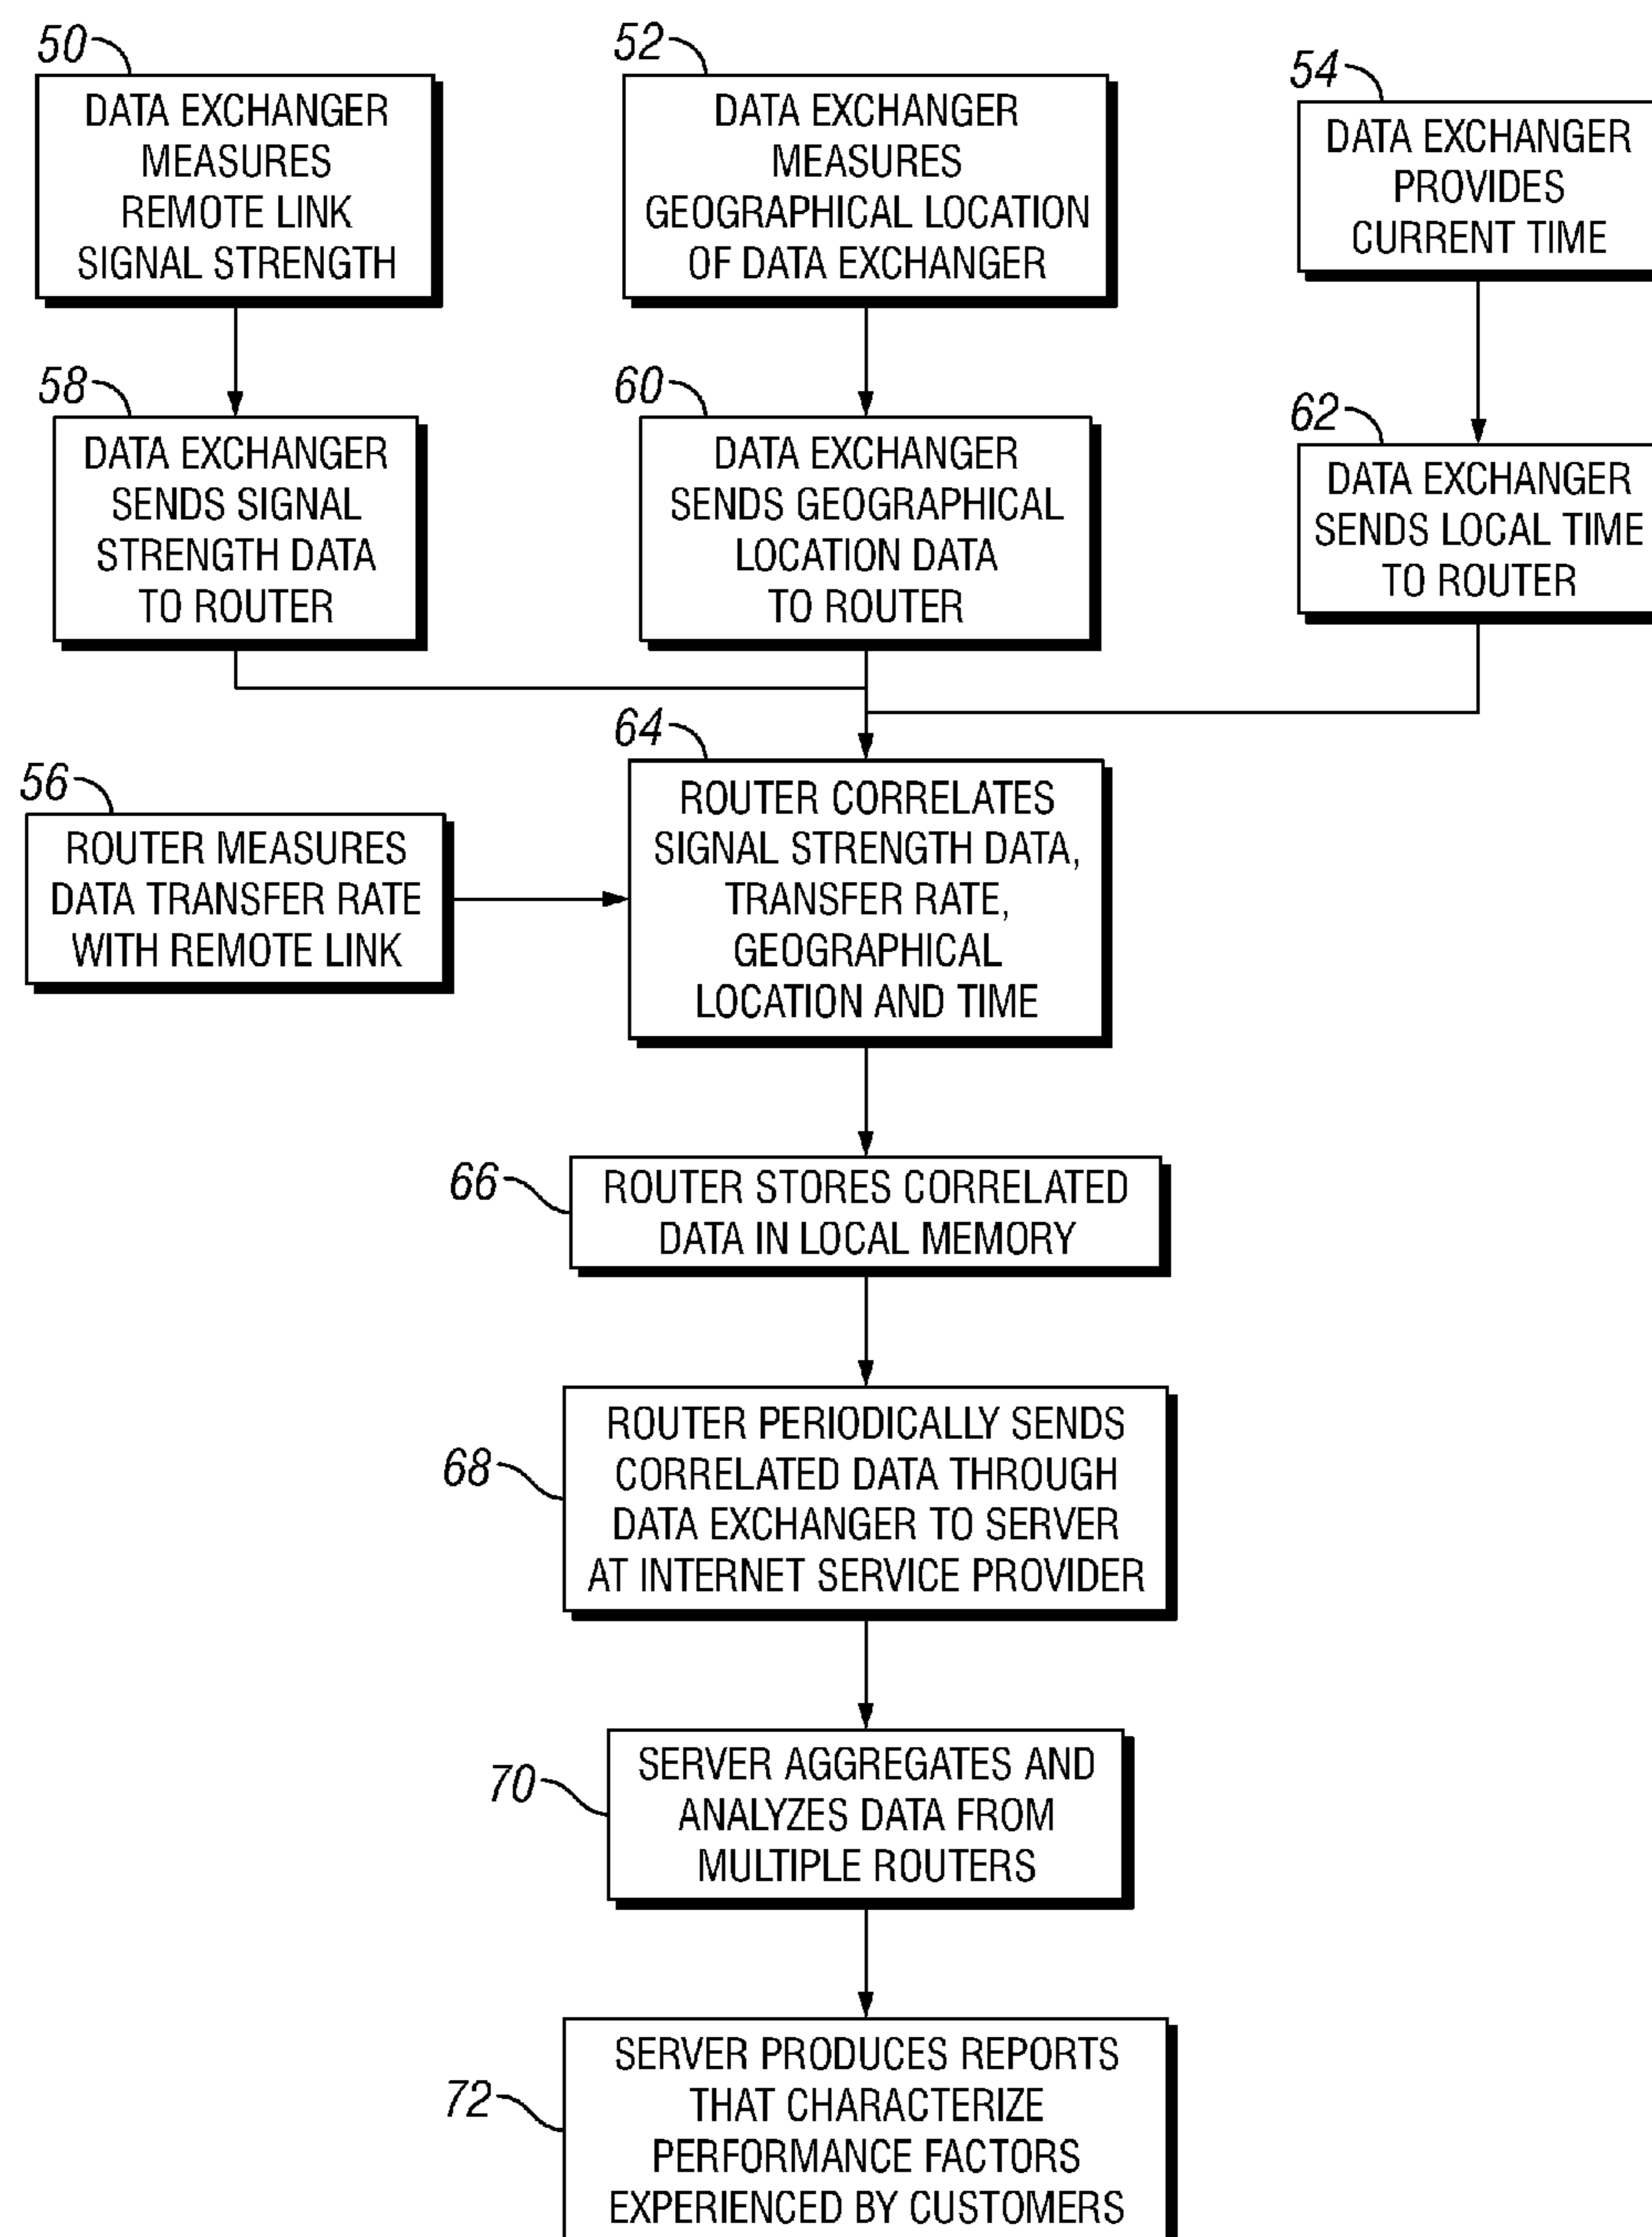 50
DATA EXCHANGER
MEASURES
REMOTE LINK
SIGNAL STRENGTH
52
DATA EXCHANGER
MEASURES
GEOGRAPHICAL LOCATION
OF DATA EXCHANGER
54
DATA EXCHANGER
PROVIDES
CURRENT TIME
58
DATA EXCHANGER
SENDS SIGNAL
STRENGTH DATA
TO ROUTER
60
DATA EXCHANGER
SENDS GEOGRAPHICAL
LOCATION DATA
TO ROUTER
62
DATA EXCHANGER
SENDS LOCAL TIME
TO ROUTER
56
ROUTER MEASURES
DATA TRANSFER RATE
WITH REMOTE LINK
64
ROUTER CORRELATES
SIGNAL STRENGTH DATA,
TRANSFER RATE,
GEOGRAPHICAL
LOCATION AND TIME
66
ROUTER STORES CORRELATED
DATA IN LOCAL MEMORY
68
ROUTER PERIODICALLY SENDS
CORRELATED DATA THROUGH
DATA EXCHANGER TO SERVER
AT INTERNET SERVICE PROVIDER
70
SERVER AGGREGATES AND
ANALYZES DATA FROM
MULTIPLE ROUTERS
72
SERVER PRODUCES REPORTS
THAT CHARACTERIZE
PERFORMANCE FACTORS
EXPERIENCED BY CUSTOMERS